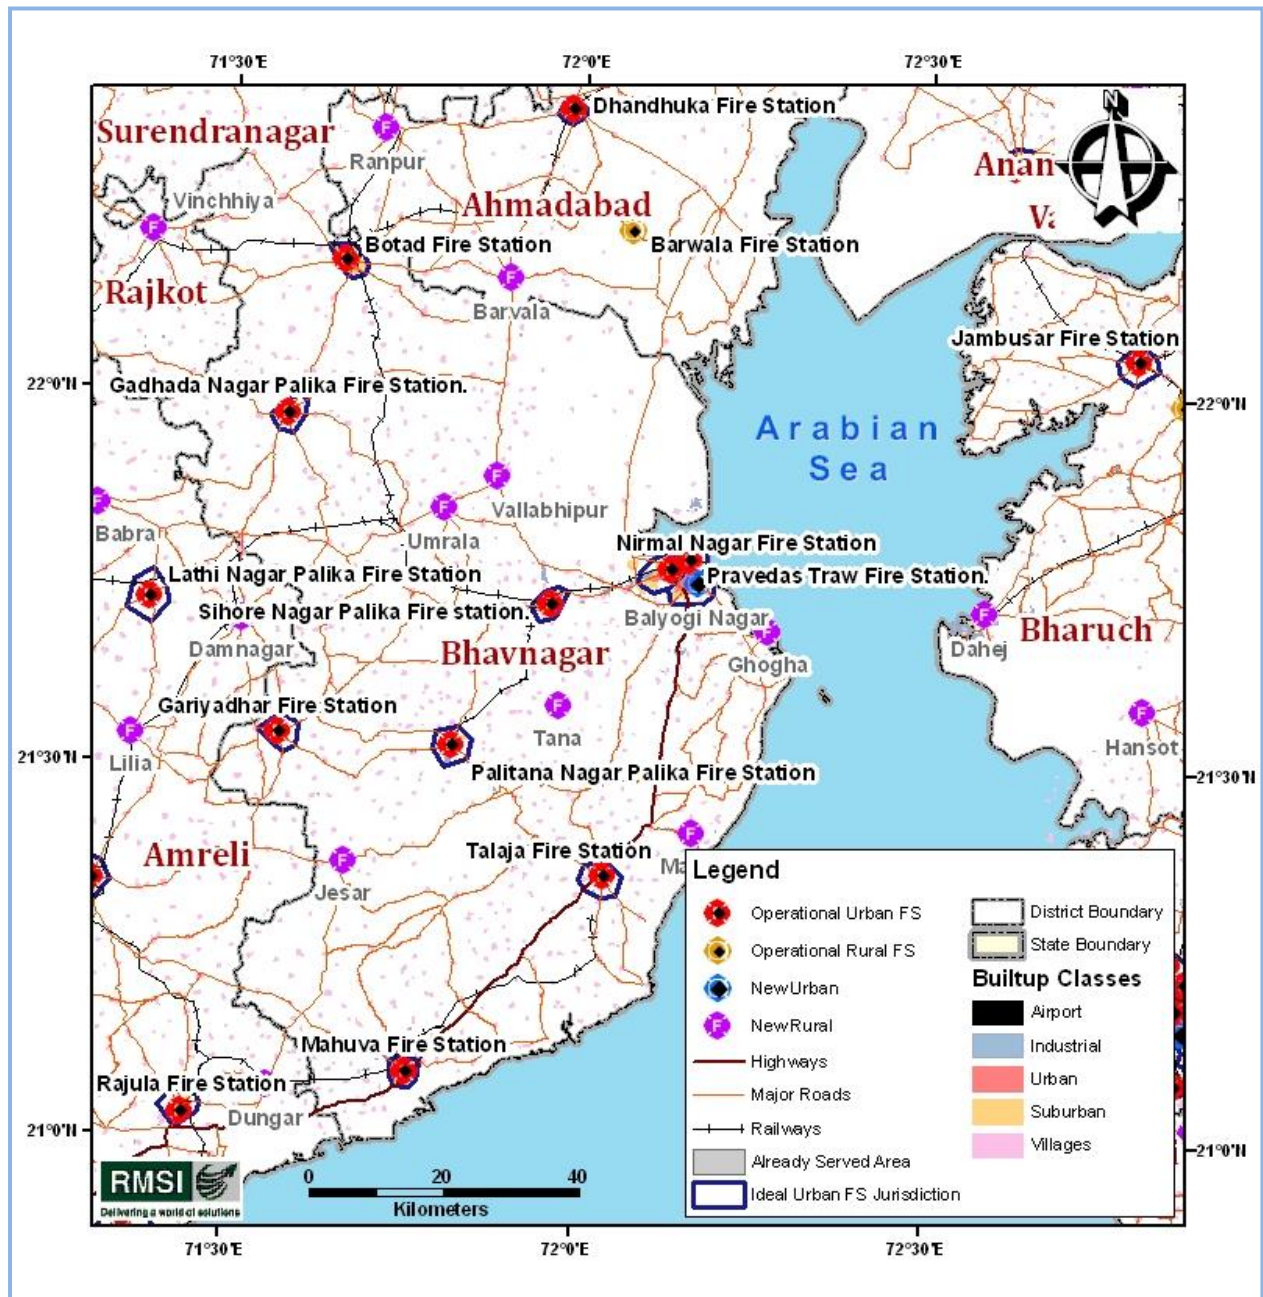 71°30'E 72°0'E 72°30'E
N
Dhandhuka Fire Station
Surendranagar
Ranpur
Anan
Vinchhiya
Ahmadabad
Va
Botad Fire Station
Barwala Fire Station
Rajkot
Barvala
Jambusar Fire Station
22°0'N
Gadhada Nagar Palika Fire Station.
22°0'N
Arabian
Sea
Babra
Vallabhipur
Umrala
Nirmal Nagar Fire Station
Lathi Nagar Palika Fire Station
Pravedas Traw Fire Station.
Sihore Nagar Palika Fire station.
Balyogi Nagar
Damnagar
Bhavnagar
Ghogha
Dahej
Bharuch
Gariyadhar Fire Station
Tana
Lilia
Hansot
21°30'N
Palitana Nagar Palika Fire Station
21°30'N
Amreli
Talaja Fire Station
Ma
Jesar
Mahuva Fire Station
Rajula Fire Station
Dungar
21°0'N
21°0'N
Legend
Operational Urban FS
Operational Rural FS
New Urban
New Rural
Highways
Major Roads
Railways
Already Served Area
Ideal Urban FS Jurisdiction
District Boundary
State Boundary
Builtup Classes
Airport
Industrial
Urban
Suburban
Villages
RMSI
Delivering a world of solutions
0 20 40
Kilometers
71°30'E 72°0'E 72°30'E